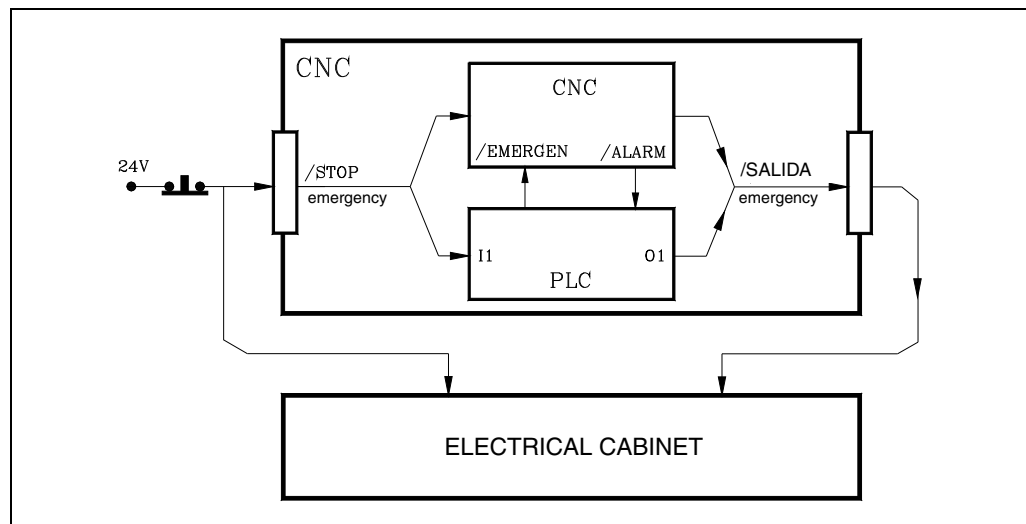 CNC
CNC
/EMERGEN /ALARM
24V
/STOP
emergency
/SALIDA
emergency
I1 O1
PLC
ELECTRICAL CABINET